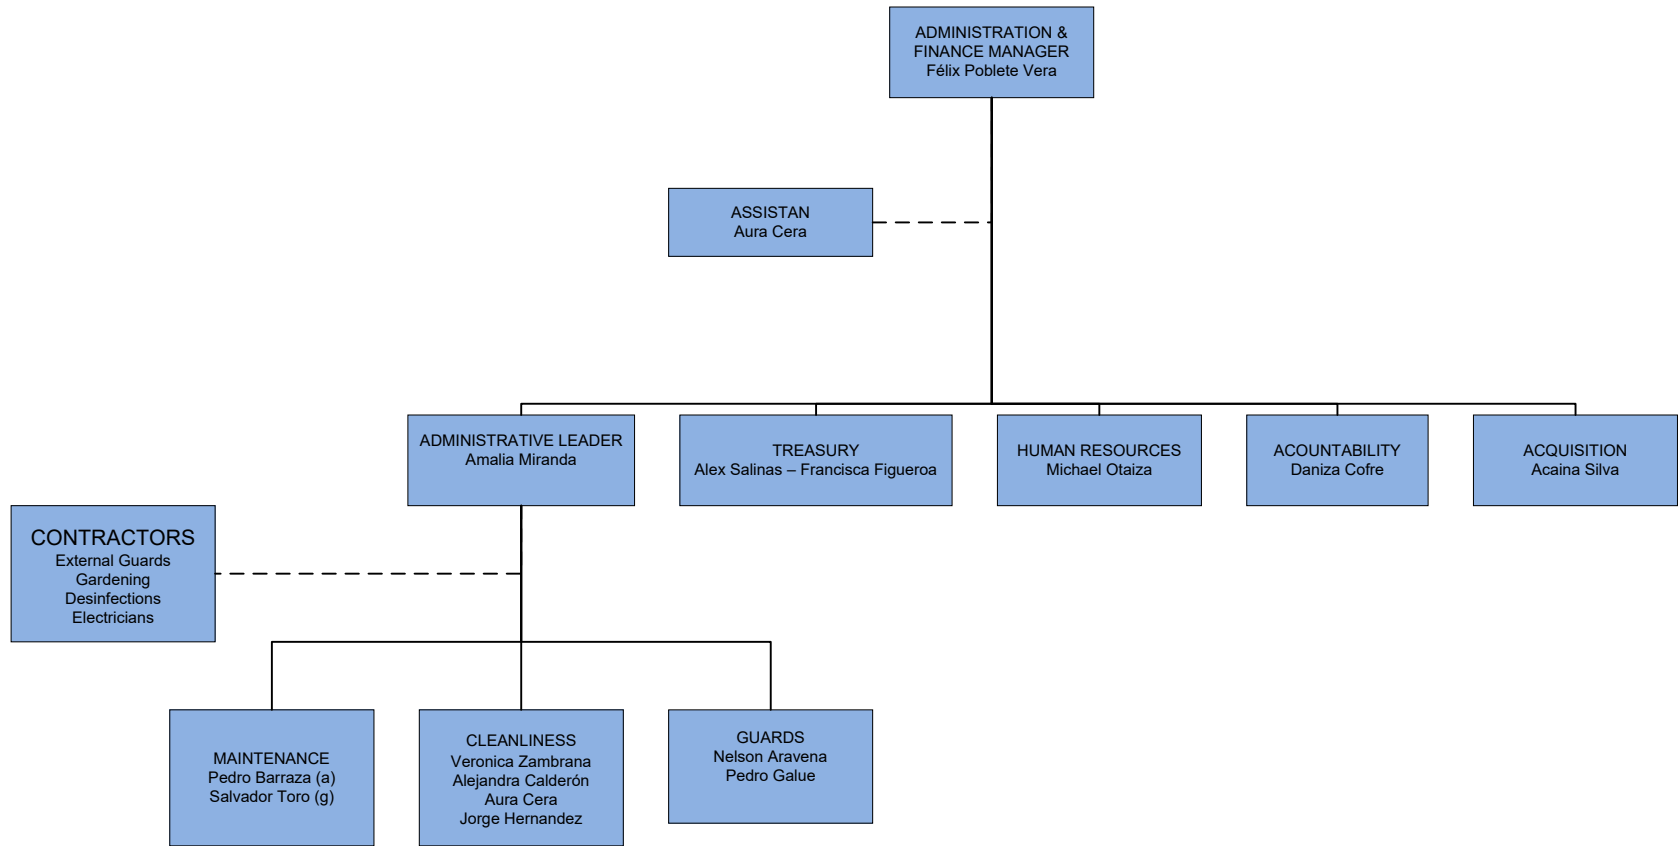 ADMINISTRATION &
FINANCE MANAGER
Félix Poblete Vera
ASSISTAN
Aura Cera
ADMINISTRATIVE LEADER
Amalia Miranda
TREASURY
Alex Salinas – Francisca Figueroa
HUMAN RESOURCES
Michael Otaiza
ACOUNTABILITY
Daniza Cofre
ACQUISITION
Acaina Silva
CONTRACTORS
External Guards
Gardening
Desinfections
Electricians
MAINTENANCE
Pedro Barraza (a)
Salvador Toro (g)
CLEANLINESS
Veronica Zambrana
Alejandra Calderón
Aura Cera
Jorge Hernandez
GUARDS
Nelson Aravena
Pedro Galue